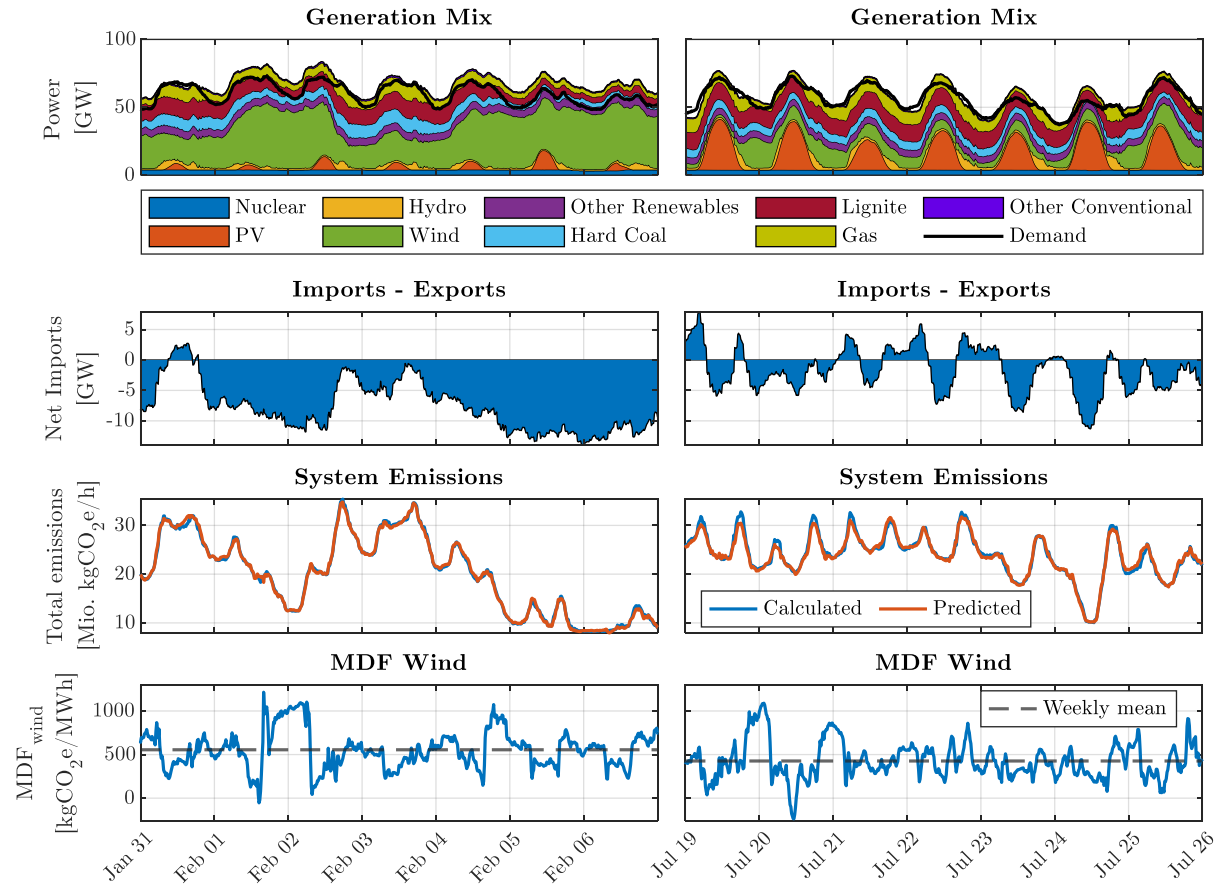 Generation Mix
Generation Mix
Power
[GW]
100
50
0
Nuclear
Hydro
Other Renewables
Lignite
Other Conventional
PV
Wind
Hard Coal
Gas
Demand
Imports - Exports
Imports - Exports
Net Imports
[GW]
5
0
-5
-10
System Emissions
System Emissions
Total emissions
[Mio. kgCO2e/h]
30
20
10
Calculated
Predicted
MDF Wind
MDF Wind
MDFwind
[kgCO2e/MWh]
1000
500
0
Weekly mean
Jan 31
Feb 01
Feb 02
Feb 03
Feb 04
Feb 05
Feb 06
Jul 19
Jul 20
Jul 21
Jul 22
Jul 23
Jul 24
Jul 25
Jul 26